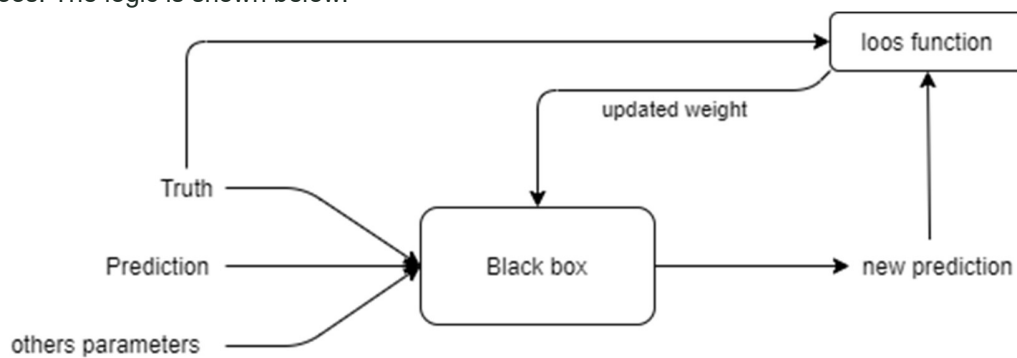 loos function
updated weight
Truth
Prediction
Black box
new prediction
others parameters